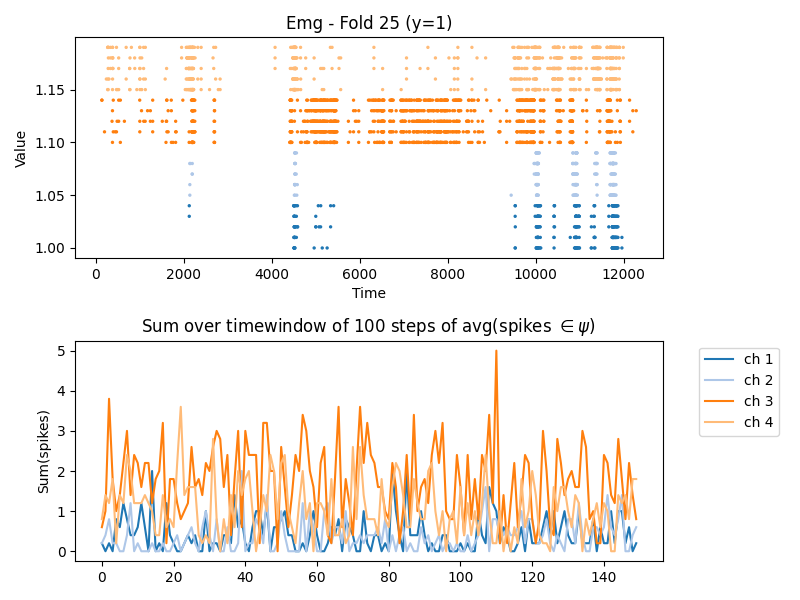 Emg - Fold 25 (y=1)
1.15
1.10
1.05
1.00
Value
0 2000 4000 6000 8000 10000 12000
Time
Sum over timewindow of 100 steps of avg(spikes ∈ ψ)
5
4
3
2
1
0
Sum(spikes)
0 20 40 60 80 100 120 140
ch 1
ch 2
ch 3
ch 4